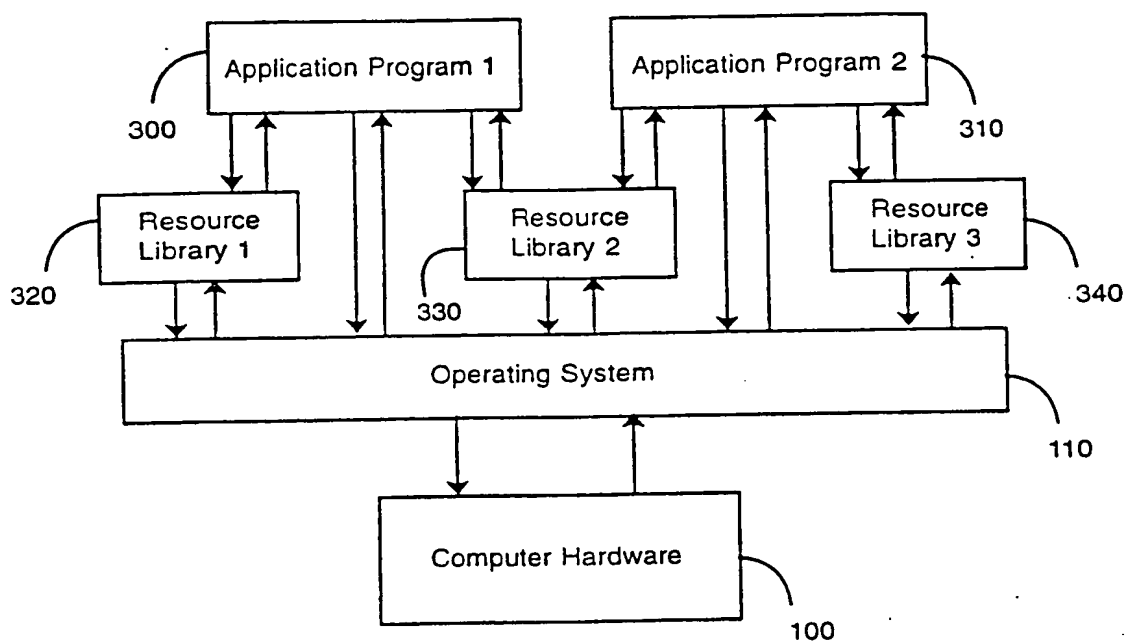 Application Program 1
Application Program 2
300
310
Resource
Library 1
Resource
Library 2
Resource
Library 3
320
330
340
Operating System
110
Computer Hardware
100